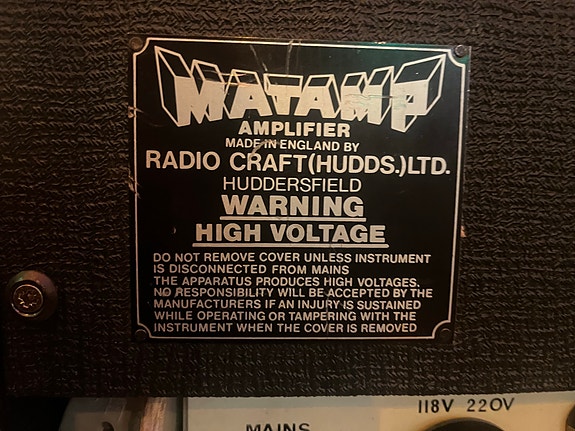 MATAMP
AMPLIFIER
MADE IN ENGLAND BY
RADIO CRAFT(HUDDS.)LTD.
HUDDERSFIELD
WARNING
HIGH VOLTAGE
DO NOT REMOVE COVER UNLESS INSTRUMENT
IS DISCONNECTED FROM MAINS
THE APPARATUS PRODUCES HIGH VOLTAGES.
NO RESPONSIBILITY WILL BE ACCEPTED BY THE
MANUFACTURERS IF AN INJURY IS SUSTAINED
WHILE OPERATING OR TAMPERING WITH THE
INSTRUMENT WHEN THE COVER IS REMOVED
118V 220V
MAINS